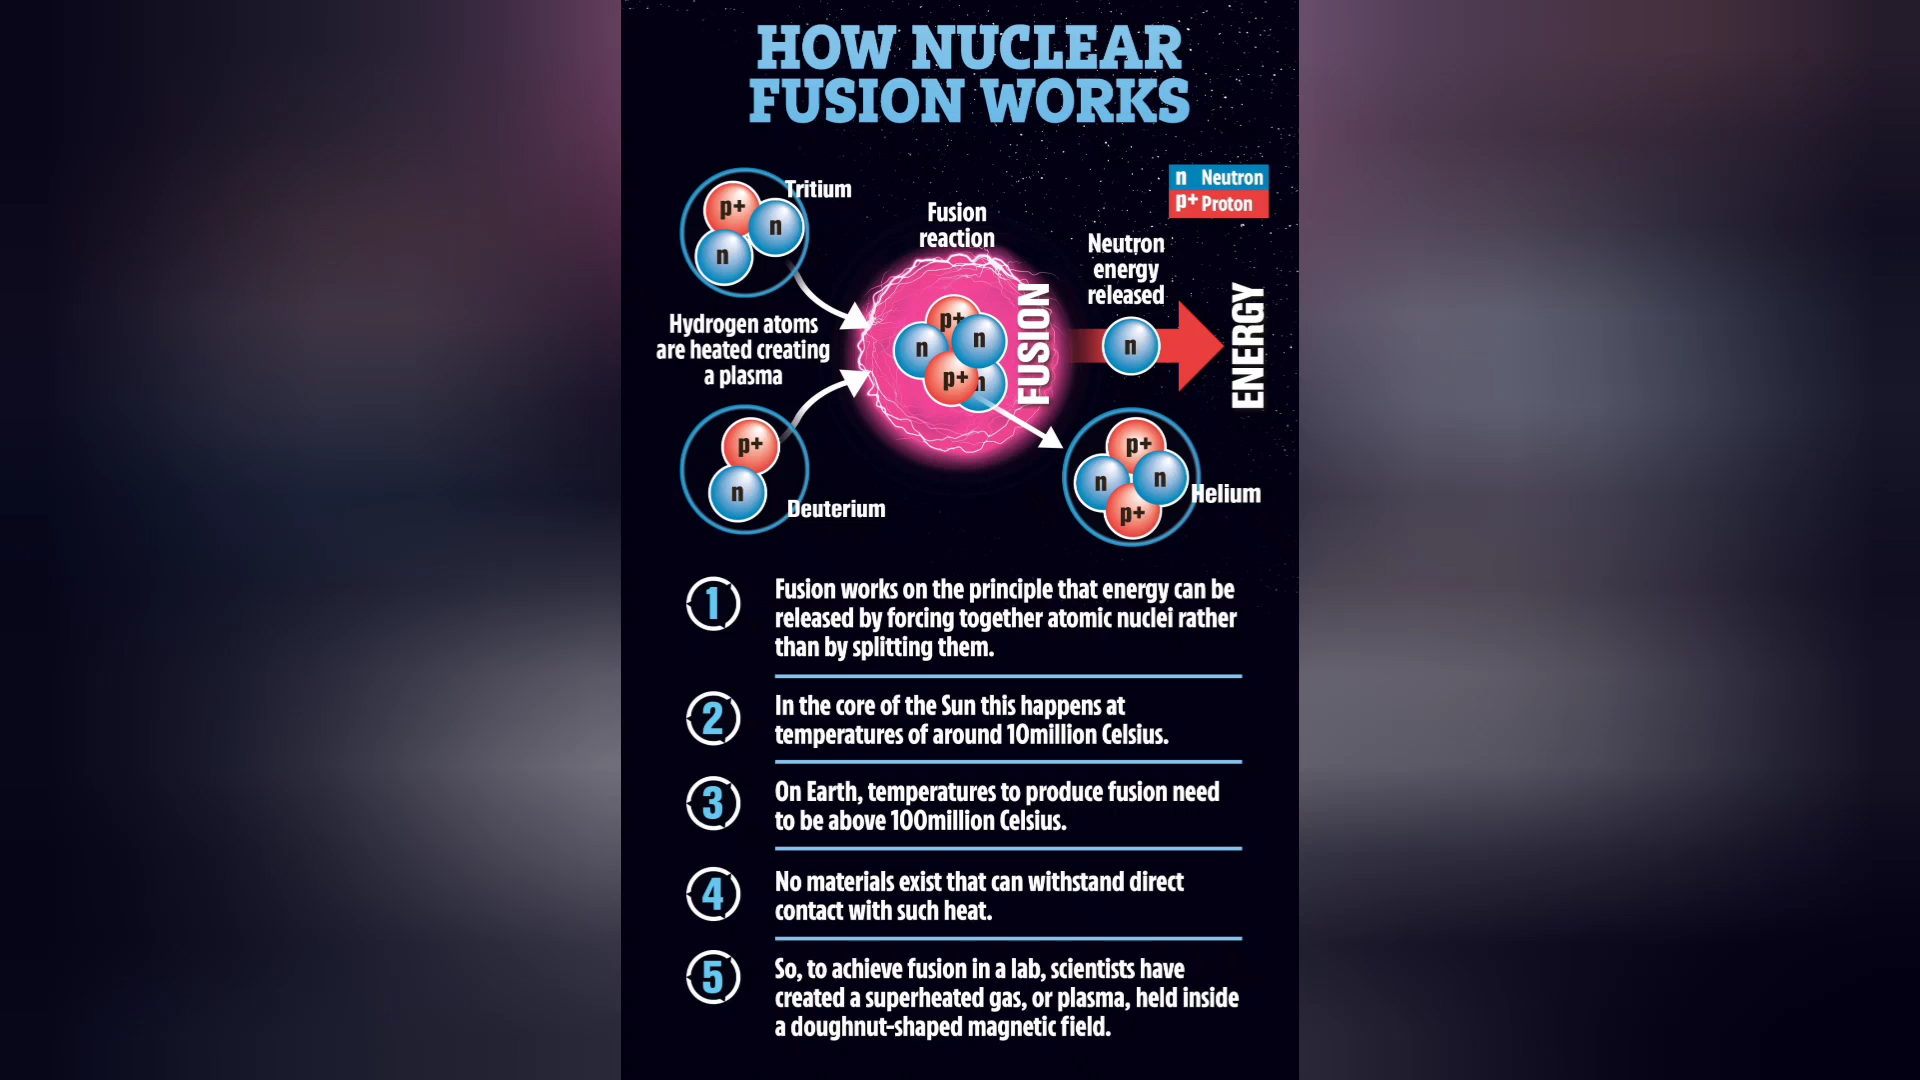 HOW NUCLEAR
FUSION WORKS
n Neutron
p+ Proton
Tritium
p+
n
n
Fusion
reaction
Neutron
energy
released
Hydrogen atoms
are heated creating
a plasma
p+
n
n
p+
n
FUSION
n
ENERGY
p+
n
Deuterium
p+
n
n
p+
Helium
1
Fusion works on the principle that energy can be
released by forcing together atomic nuclei rather
than by splitting them.
2
In the core of the Sun this happens at
temperatures of around 10million Celsius.
3
On Earth, temperatures to produce fusion need
to be above 100million Celsius.
4
No materials exist that can withstand direct
contact with such heat.
5
So, to achieve fusion in a lab, scientists have
created a superheated gas, or plasma, held inside
a doughnut-shaped magnetic field.